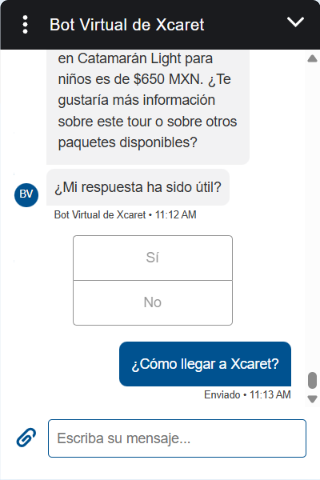 Bot Virtual de Xcaret
en Catamarán Light para
niños es de $650 MXN. ¿Te
gustaría más información
sobre este tour o sobre otros
paquetes disponibles?
BV
¿Mi respuesta ha sido útil?
Bot Virtual de Xcaret • 11:12 AM
Sí
No
¿Cómo llegar a Xcaret?
Enviado • 11:13 AM
Escriba su mensaje...